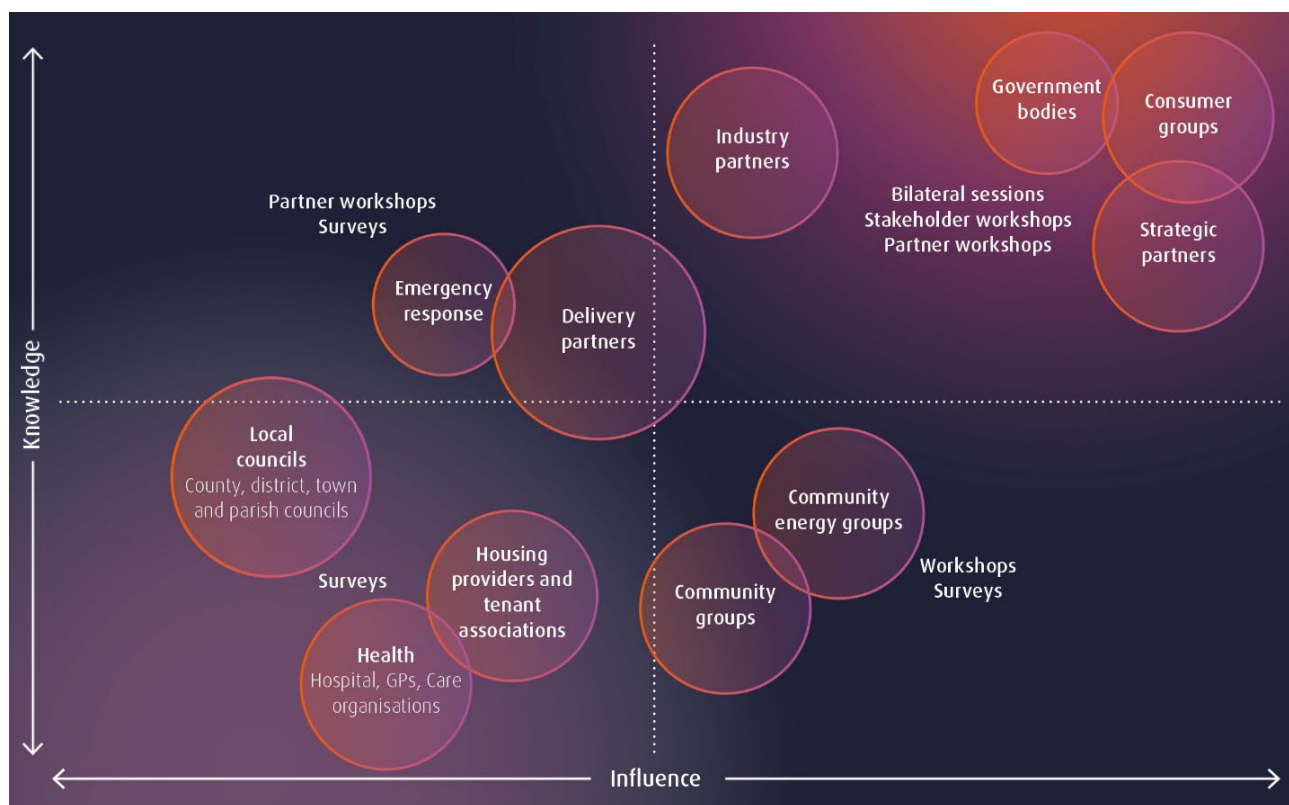 Government
bodies
Consumer
groups
Industry
partners
Bilateral sessions
Stakeholder workshops
Partner workshops
Strategic
partners
Partner workshops
Surveys
Emergency
response
Delivery
partners
Knowledge
Local
councils
County, district, town
and parish councils
Community
energy groups
Housing
providers and
tenant
associations
Surveys
Community
groups
Workshops
Surveys
Health
Hospital, GPs, Care
organisations
Influence